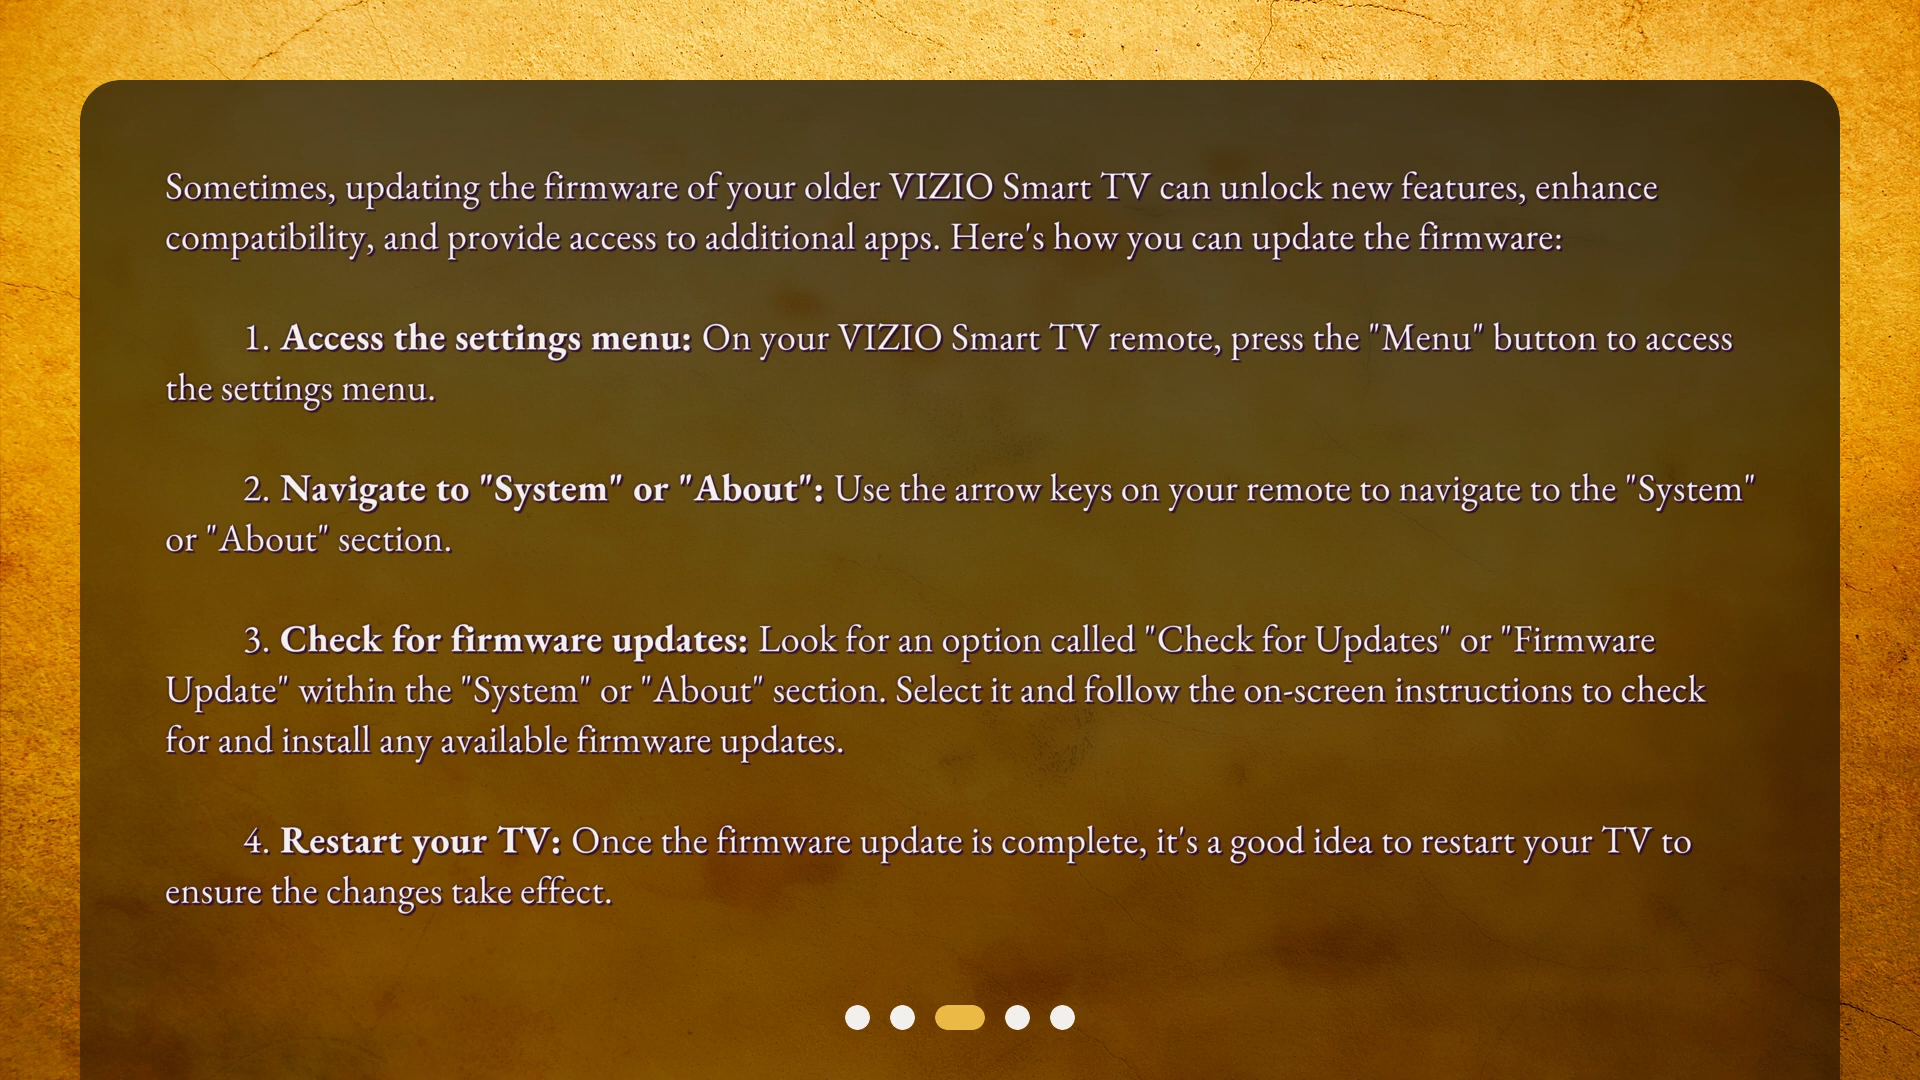 Sometimes, updating the firmware of your older VIZIO Smart TV can unlock new features, enhance
compatibility, and provide access to additional apps. Here's how you can update the firmware:
1. Access the settings menu: On your VIZIO Smart TV remote, press the "Menu" button to access
the settings menu.
2. Navigate to "System" or "About": Use the arrow keys on your remote to navigate to the "System"
or "About" section.
3. Check for firmware updates: Look for an option called "Check for Updates" or "Firmware
Update" within the "System" or "About" section. Select it and follow the on-screen instructions to check
for and install any available firmware updates.
4. Restart your TV: Once the firmware update is complete, it's a good idea to restart your TV to
ensure the changes take effect.